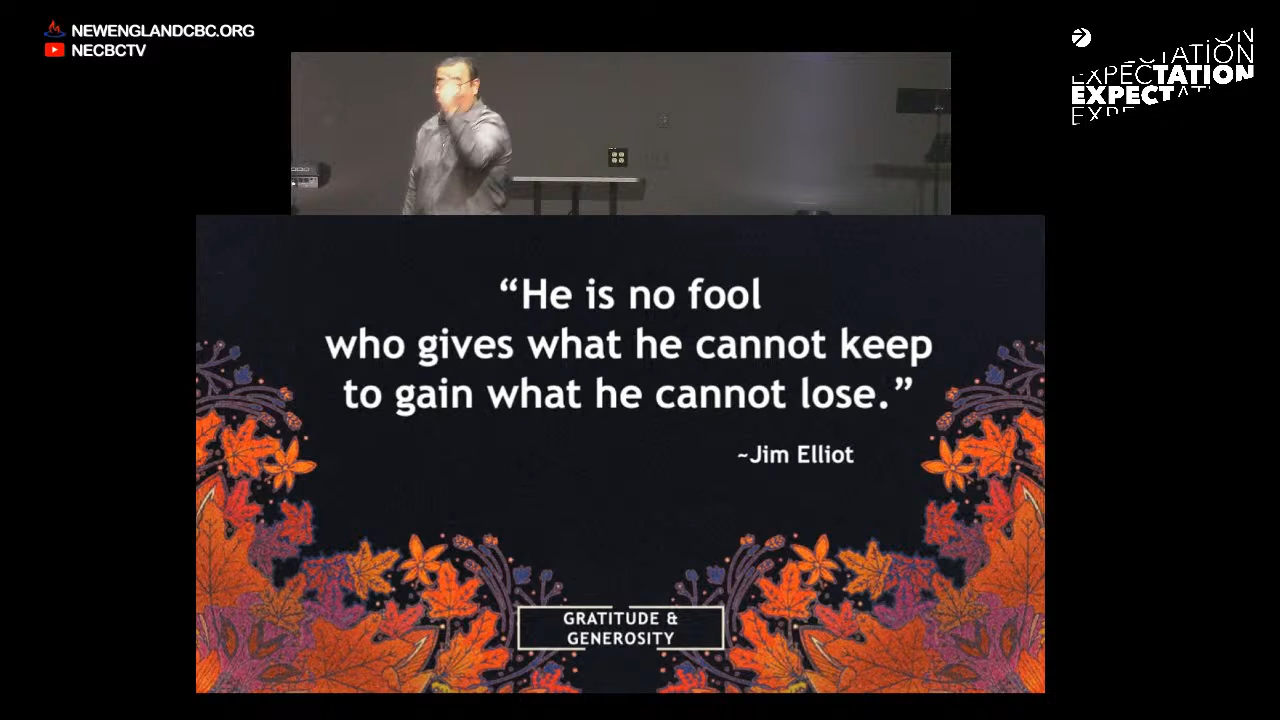 NEWENGLANDCBC.ORG
NECBCTV
EXPECTATION
EXPECTATION
“He is no fool
who gives what he cannot keep
to gain what he cannot lose.”
~Jim Elliot
GRATITUDE &
GENEROSITY